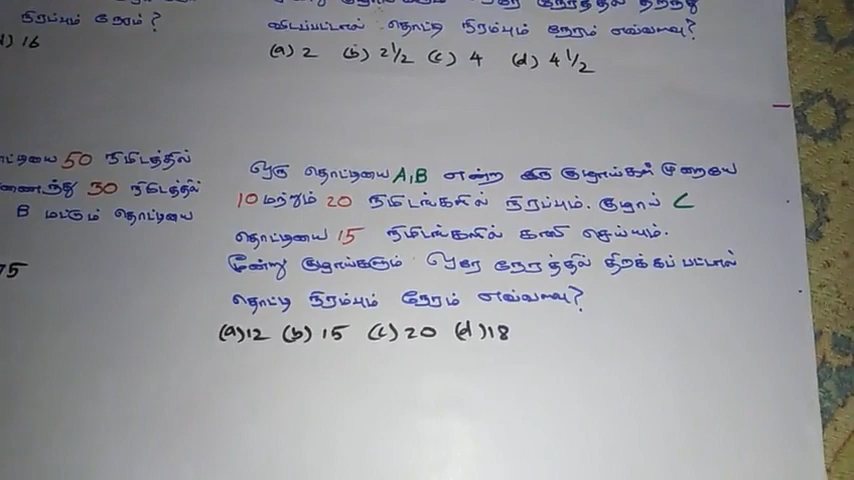 நிரப்பும் நேரம்?
16
விடப்பட்டால் தொட்டி நிரம்பும் நேரம் எவ்வளவு?
(a) 2 (b) 2½ (c) 4 (d) 4½
50 நிமிடத்தில்
30 நிமிடத்தில்
B மட்டும் தொட்டியை
75
ஒரு தொட்டியை A,B என்ற இரு குழாய்கள் முறையே
10 மற்றும் 20 நிமிடங்களில் நிரப்பும். குழாய் C
தொட்டியை 15 நிமிடங்களில் காலி செய்யும்.
மூன்று குழாய்களும் ஒரே நேரத்தில் திறக்கப் பட்டால்
தொட்டி நிரம்பும் நேரம் எவ்வளவு?
(a) 12 (b) 15 (c) 20 (d) 18